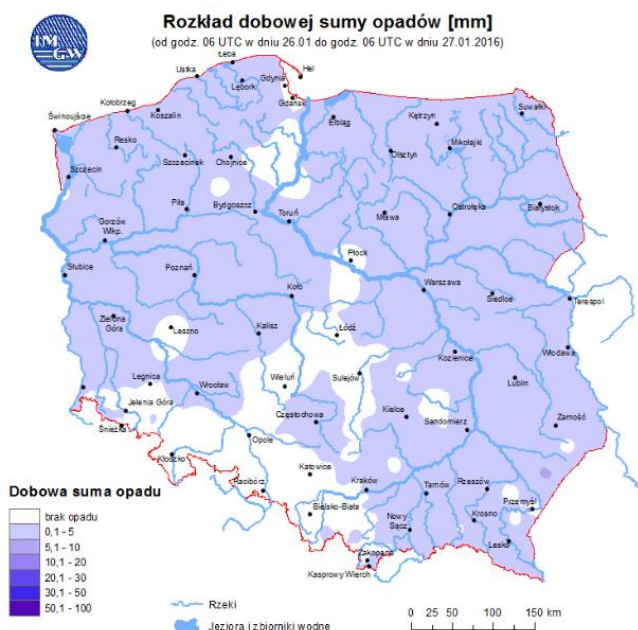 IM
GW
Rozkład dobowej sumy opadów [mm]
(od godz. 06 UTC w dniu 26.01 do godz. 06 UTC w dniu 27.01.2016)
Łeba
Hel
Ustka
Gdynia
Lębork
Gdańsk
Kołobrzeg
Koszalin
Suwałki
Świnoujście
Elbląg
Kętrzyn
Resko
Mikołajki
Szczecinek
Chojnice
Olsztyn
Szczecin
Piła
Bydgoszcz
Toruń
Mława
Ostrołęka
Białystok
Gorzów
Wlkp.
Płock
Słubice
Poznań
Koło
Warszawa
Siedlce
Terespol
Zielona
Góra
Leszno
Kalisz
Łódź
Kozienice
Włodawa
Legnica
Wrocław
Wieluń
Sulejów
Lublin
Jelenia Góra
Częstochowa
Kielce
Sandomierz
Zamość
Śnieżka
Opole
Kłodzko
Katowice
Racibórz
Kraków
Tarnów
Rzeszów
Przemyśl
Bielsko-Biała
Nowy
Sącz
Krosno
Lesko
Zakopane
Kasprowy Wierch
Dobowa suma opadu
brak opadu
0,1 - 5
5,1 - 10
10,1 - 20
20,1 - 30
30,1 - 50
50,1 - 100
Rzeki
Jeziora i zbiorniki wodne
0 25 50 100 150 km